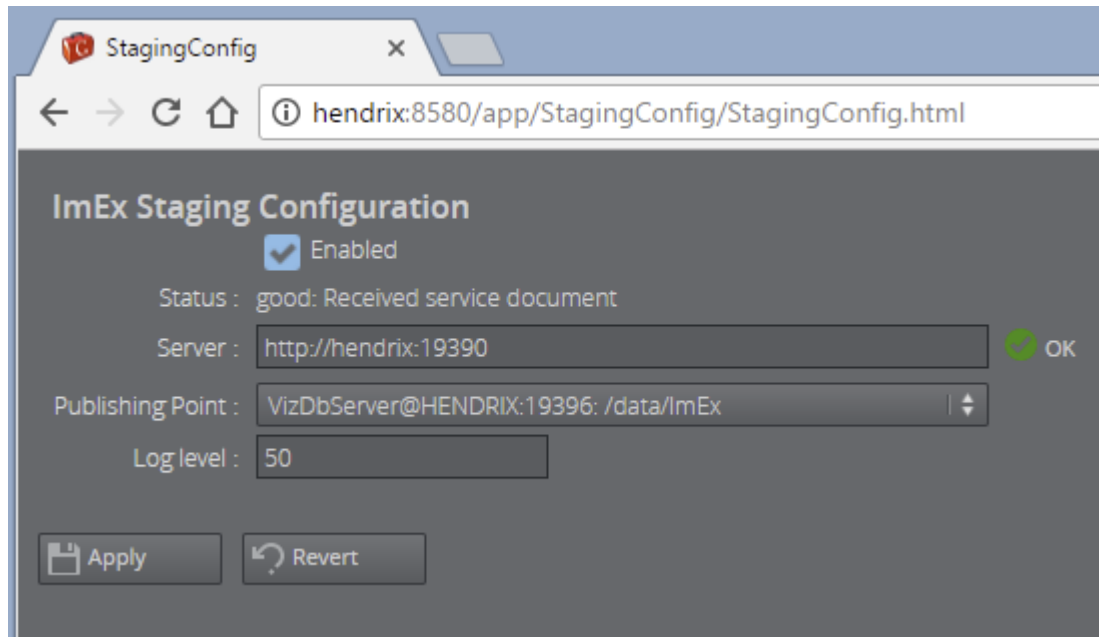 StagingConfig
hendrix:8580/app/StagingConfig/StagingConfig.html
ImEx Staging Configuration
Enabled
Status : good: Received service document
Server : http://hendrix:19390 OK
Publishing Point : VizDbServer@HENDRIX:19396: /data/ImEx
Log level : 50
Apply Revert